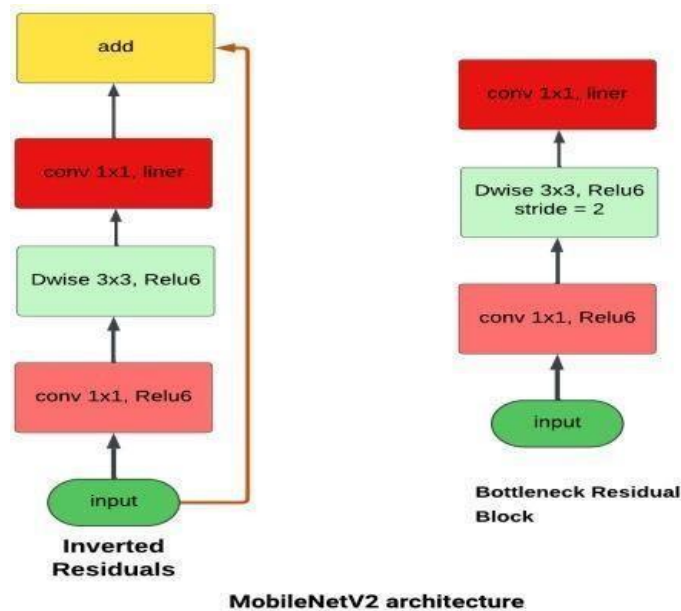 add
conv 1x1, liner
Dwise 3x3, Relu6
conv 1x1, Relu6
input
Inverted
Residuals
conv 1x1, liner
Dwise 3x3, Relu6
stride = 2
conv 1x1, Relu6
input
Bottleneck Residual
Block
MobileNetV2 architecture